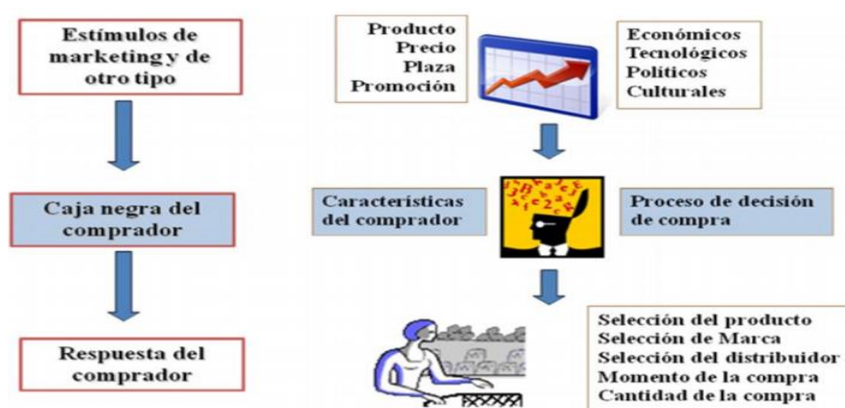 Estímulos de
marketing y de
otro tipo
Producto
Precio
Plaza
Promoción
Económicos
Tecnológicos
Políticos
Culturales
Caja negra del
comprador
Características
del comprador
Proceso de decisión
de compra
Respuesta del
comprador
Selección del producto
Selección de Marca
Selección del distribuidor
Momento de la compra
Cantidad de la compra